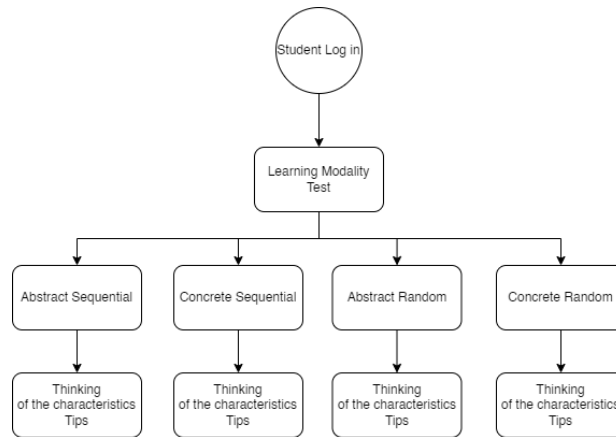 Student Log in
Learning Modality
Test
Abstract Sequential
Concrete Sequential
Abstract Random
Concrete Random
Thinking
of the characteristics
Tips
Thinking
of the characteristics
Tips
Thinking
of the characteristics
Tips
Thinking
of the characteristics
Tips